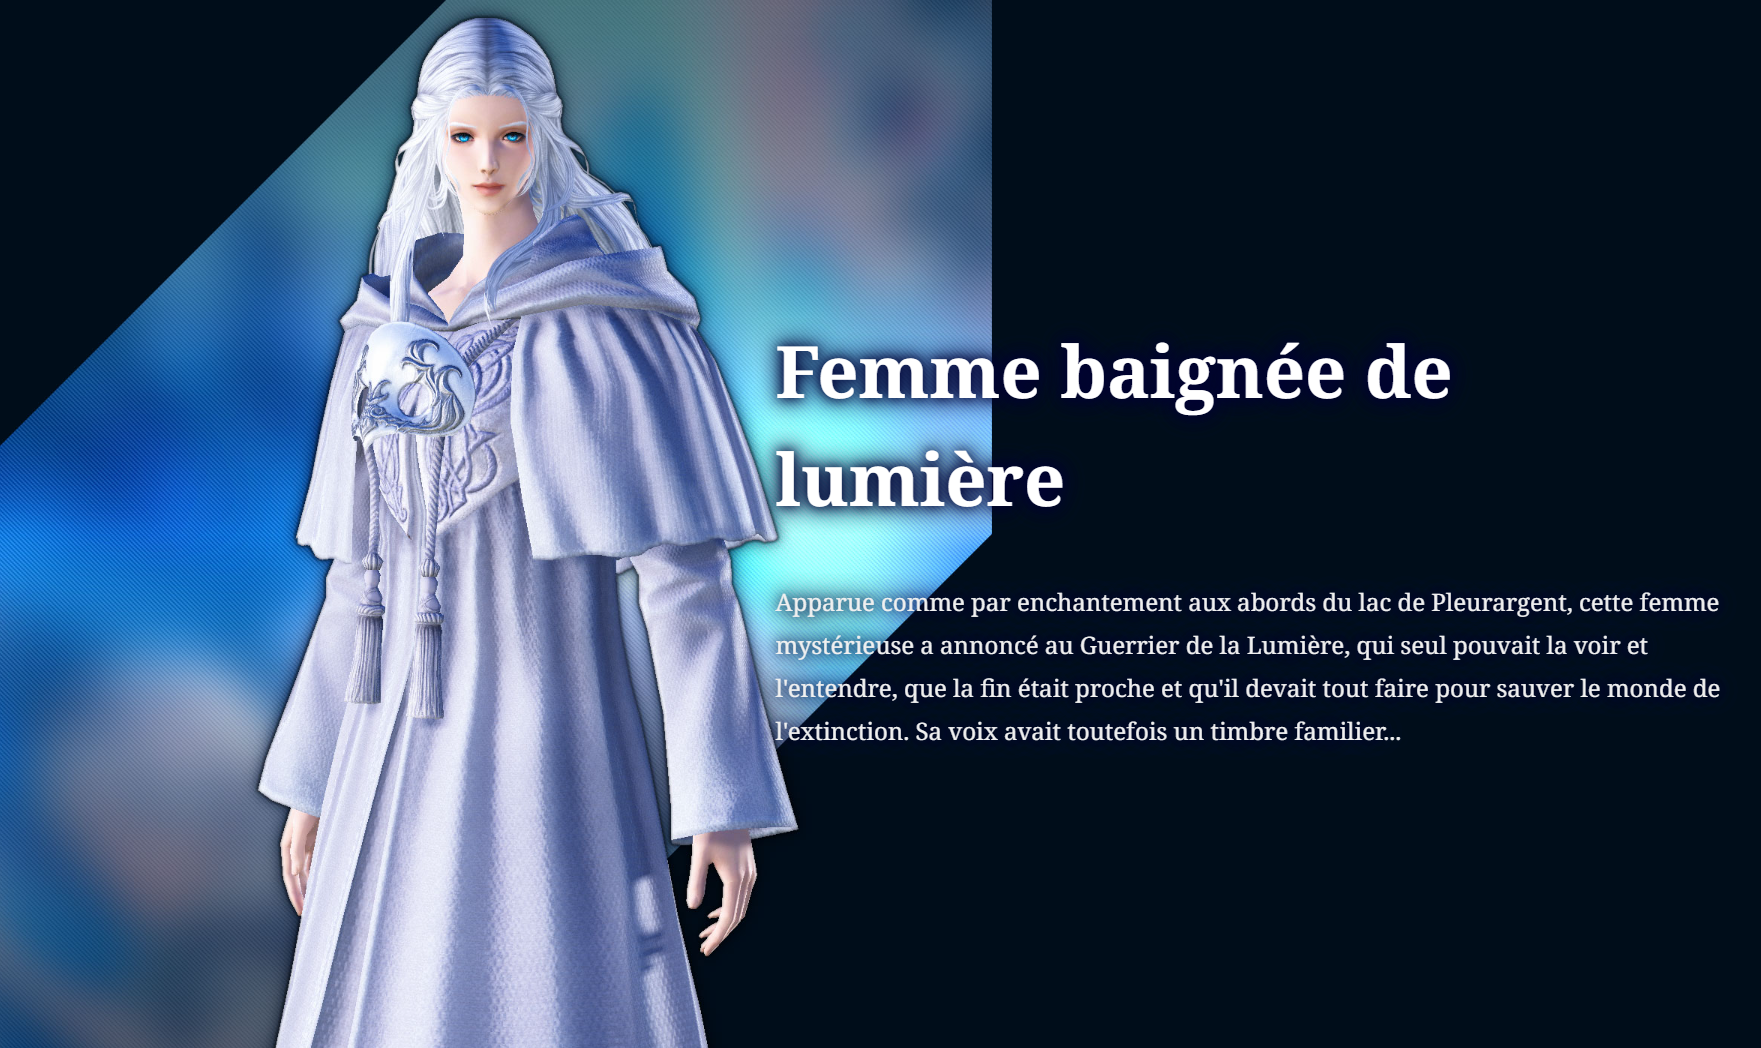 Femme baignée de
lumière
Apparue comme par enchantement aux abords du lac de Pleurargent, cette femme
mystérieuse a annoncé au Guerrier de la Lumière, qui seul pouvait la voir et
l'entendre, que la fin était proche et qu'il devait tout faire pour sauver le monde de
l'extinction. Sa voix avait toutefois un timbre familier...